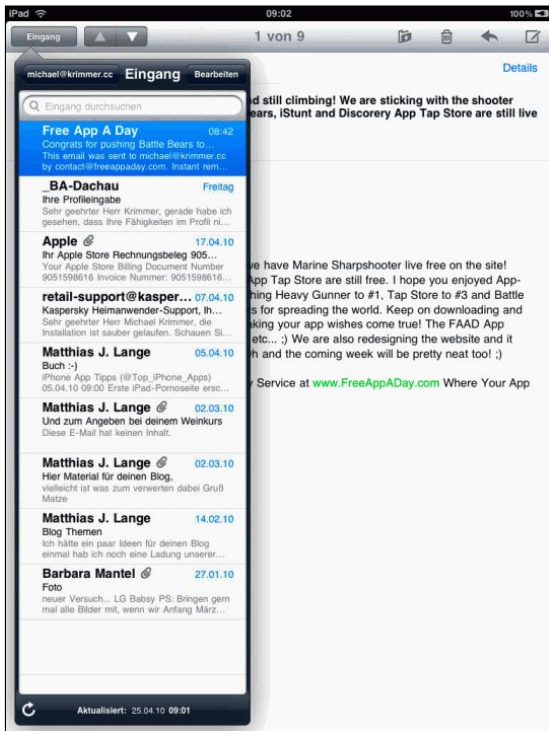 iPad 09:02 100%
Eingang 1 von 9
Details
michael@krimmer.cc Eingang Bearbeiten
Eingang durchsuchen
Free App A Day 08:42
Congrats for pushing Battle Bears to...
This email was sent to michael@krimmer.cc
by contact@freeappaday.com. Instant rem...
_BA-Dachau Freitag
Ihre Profileingabe
Sehr geehrter Herr Krimmer, gerade habe ich
gesehen, dass Ihre Fähigkeiten im Profil ni...
Apple 17.04.10
Ihr Apple Store Rechnungsbeleg 905...
Your Apple Store Billing Document Number
9051598616 Invoice Nummer: 9051598616...
retail-support@kasper... 07.04.10
Kaspersky Heimanwender-Support, Ih...
Sehr geehrter Herr Michael Krimmer, die
Installation ist sauber gelaufen. Schauen Si...
Matthias J. Lange 05.04.10
Buch :-)
iPhone App Tipps (@Top_iPhone_Apps)
05.04.10 09:00 Erste iPad-Pornoseite ersc...
Matthias J. Lange 02.03.10
Und zum Angeben bei deinem Weinkurs
Diese E-Mail hat keinen Inhalt.
Matthias J. Lange 02.03.10
Hier Material für deinen Blog,
vielleicht ist was zum verwerten dabei Gruß
Matze
Matthias J. Lange 14.02.10
Blog Themen
Ich hätte ein paar Ideen für deinen Blog
einmal hab ich noch eine Ladung unserer...
Barbara Mantel 27.01.10
Foto
neuer Versuch... LG Babsy PS: Bringen gern
mal alle Bilder mit, wenn wir Anfang März...
Aktualisiert: 25.04.10 09:01
and still climbing! We are sticking with the shooter
ears, iStunt and Discorery App Tap Store are still live
we have Marine Sharpshooter live free on the site!
App Tap Store are still free. I hope you enjoyed App-
hing Heavy Gunner to #1, Tap Store to #3 and Battle
s for spreading the world. Keep on downloading and
aking your app wishes come true! The FAAD App
etc... ;) We are also redesigning the website and it
h and the coming week will be pretty neat too! ;)
Service at www.FreeAppADay.com Where Your App